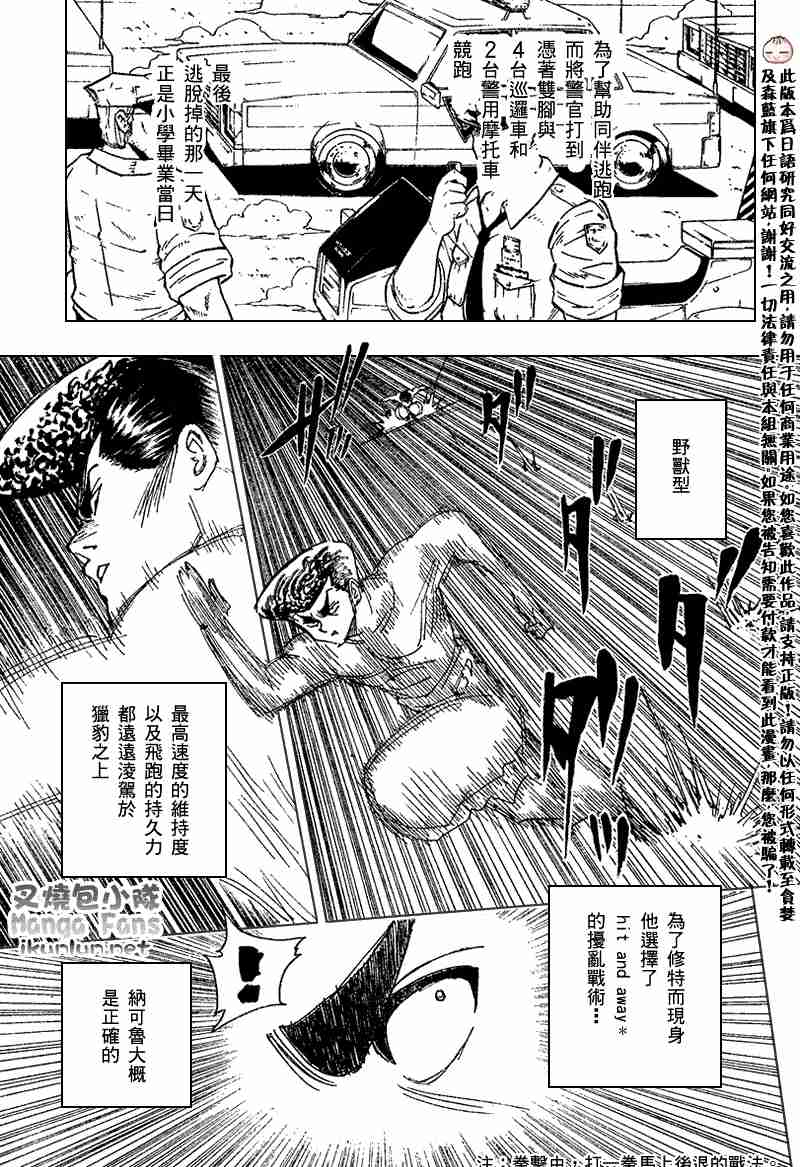 為了幫助同伴逃跑
而將警官打到
憑著雙腳與
4台巡邏車和
2台警用摩托車
競跑
最後
逃脫掉的那一天
正是小學畢業當日
野獸型
ダッ
ダダダ
最高速度的維持度
以及飛跑的持久力
都遠遠淩駕於
獵豹之上
為了修特而現身
他選擇了
hit and away*
的擾亂戰術…
!
納可魯大概
是正確的
注：拳擊中，打一拳馬上後退的戰法。
此版本爲日語研究同好交流之用.請勿用于任何商業用途.如您喜歡此作品.請支持正版！請勿以任何形式轉載至貪婪
及森藍旗下任何網站.謝謝！一切法律責任與本組無關.如果您被告知需要付款才能看到此漫畫.那麼.您被騙了！
叉燒包小隊
Manga Fans
ikunlun.net